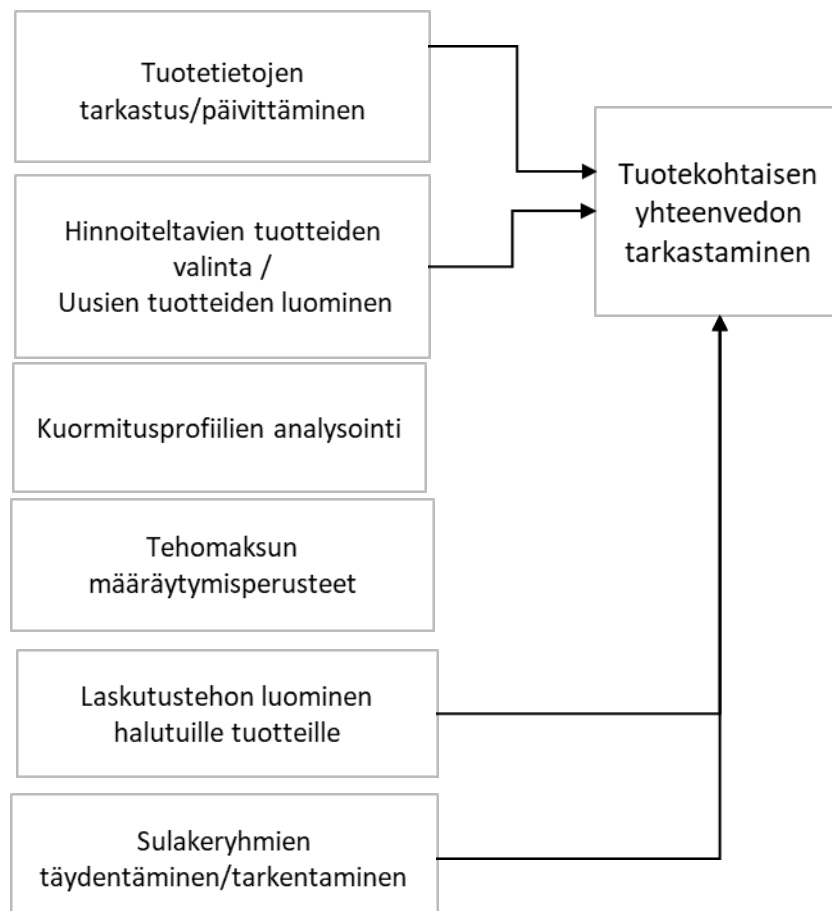 Tuotetietojen
tarkastus/päivittäminen
Hinnoiteltavien tuotteiden
valinta /
Uusien tuotteiden luominen
Kuormitusprofiilien analysointi
Tehomaksun
määräytymisperusteet
Laskutustehon luominen
halutuille tuotteille
Sulakeryhmien
täydentäminen/tarkentaminen
Tuotekohtaisen
yhteenvedon
tarkastaminen